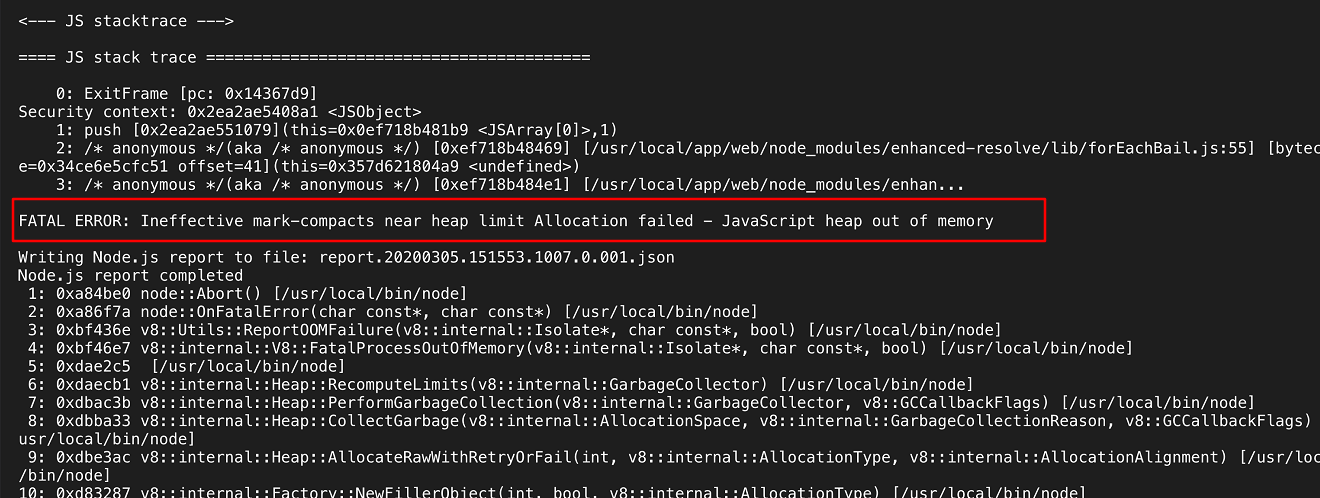 <--- JS stacktrace --->
==== JS stack trace =========================================
0: ExitFrame [pc: 0x14367d9]
Security context: 0x2ea2ae5408a1 <JSObject>
1: push [0x2ea2ae551079](this=0x0ef718b481b9 <JSArray[0]>,1)
2: /* anonymous */(aka /* anonymous */) [0xef718b48469] [/usr/local/app/web/node_modules/enhanced-resolve/lib/forEachBail.js:55] [bytec
e=0x34ce6e5cfc51 offset=41](this=0x357d621804a9 <undefined>)
3: /* anonymous */(aka /* anonymous */) [0xef718b484e1] [/usr/local/app/web/node_modules/enhan...
FATAL ERROR: Ineffective mark-compacts near heap limit Allocation failed - JavaScript heap out of memory
Writing Node.js report to file: report.20200305.151553.1007.0.001.json
Node.js report completed
1: 0xa84be0 node::Abort() [/usr/local/bin/node]
2: 0xa86f7a node::OnFatalError(char const*, char const*) [/usr/local/bin/node]
3: 0xbf436e v8::Utils::ReportOOMFailure(v8::internal::Isolate*, char const*, bool) [/usr/local/bin/node]
4: 0xbf46e7 v8::internal::V8::FatalProcessOutOfMemory(v8::internal::Isolate*, char const*, bool) [/usr/local/bin/node]
5: 0xdae2c5  [/usr/local/bin/node]
6: 0xdaecb1 v8::internal::Heap::RecomputeLimits(v8::internal::GarbageCollector) [/usr/local/bin/node]
7: 0xdbac3b v8::internal::Heap::PerformGarbageCollection(v8::internal::GarbageCollector, v8::GCCallbackFlags) [/usr/local/bin/node]
8: 0xdbba33 v8::internal::Heap::CollectGarbage(v8::internal::AllocationSpace, v8::internal::GarbageCollectionReason, v8::GCCallbackFlags)
usr/local/bin/node]
9: 0xdbe3ac v8::internal::Heap::AllocateRawWithRetryOrFail(int, v8::internal::AllocationType, v8::internal::AllocationAlignment) [/usr/loc
/bin/node]
10: 0xd83287 v8::internal::Factory::NewFillerObject(int, bool, v8::internal::AllocationType) [/usr/local/bin/node]